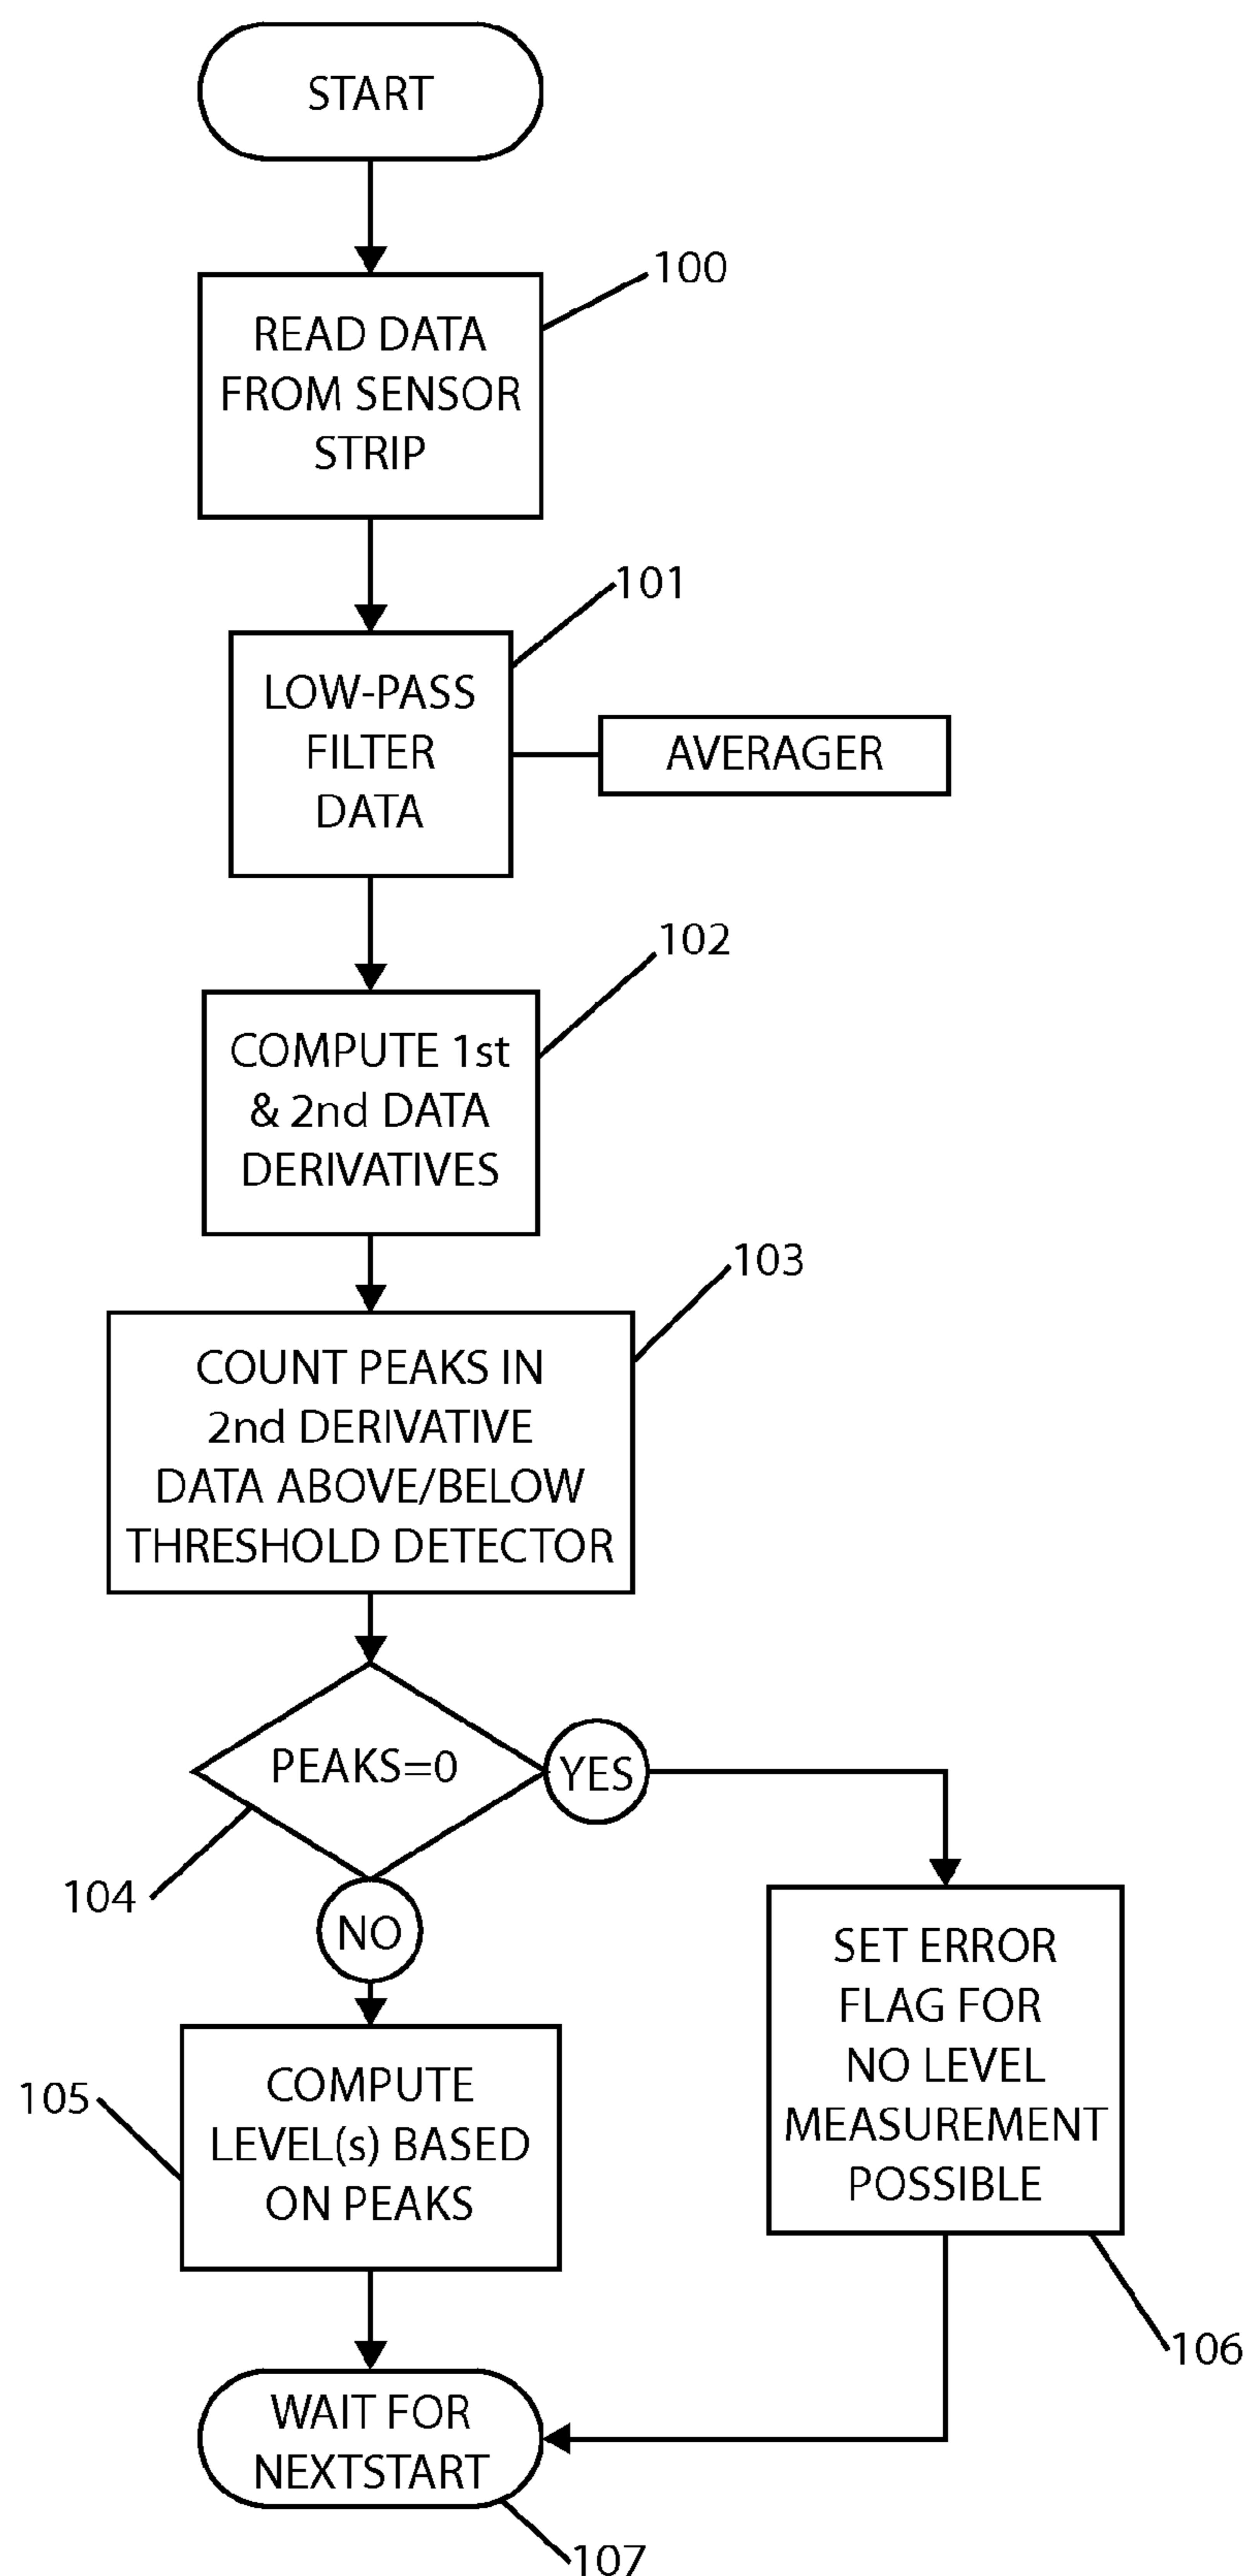 START
100
READ DATA
FROM SENSOR
STRIP
101
LOW-PASS
FILTER
DATA
AVERAGER
102
COMPUTE 1st
& 2nd DATA
DERIVATIVES
103
COUNT PEAKS IN
2nd DERIVATIVE
DATA ABOVE/BELOW
THRESHOLD DETECTOR
PEAKS=0
YES
104
NO
SET ERROR
FLAG FOR
NO LEVEL
MEASUREMENT
POSSIBLE
105
COMPUTE
LEVEL(s) BASED
ON PEAKS
106
WAIT FOR
NEXTSTART
107